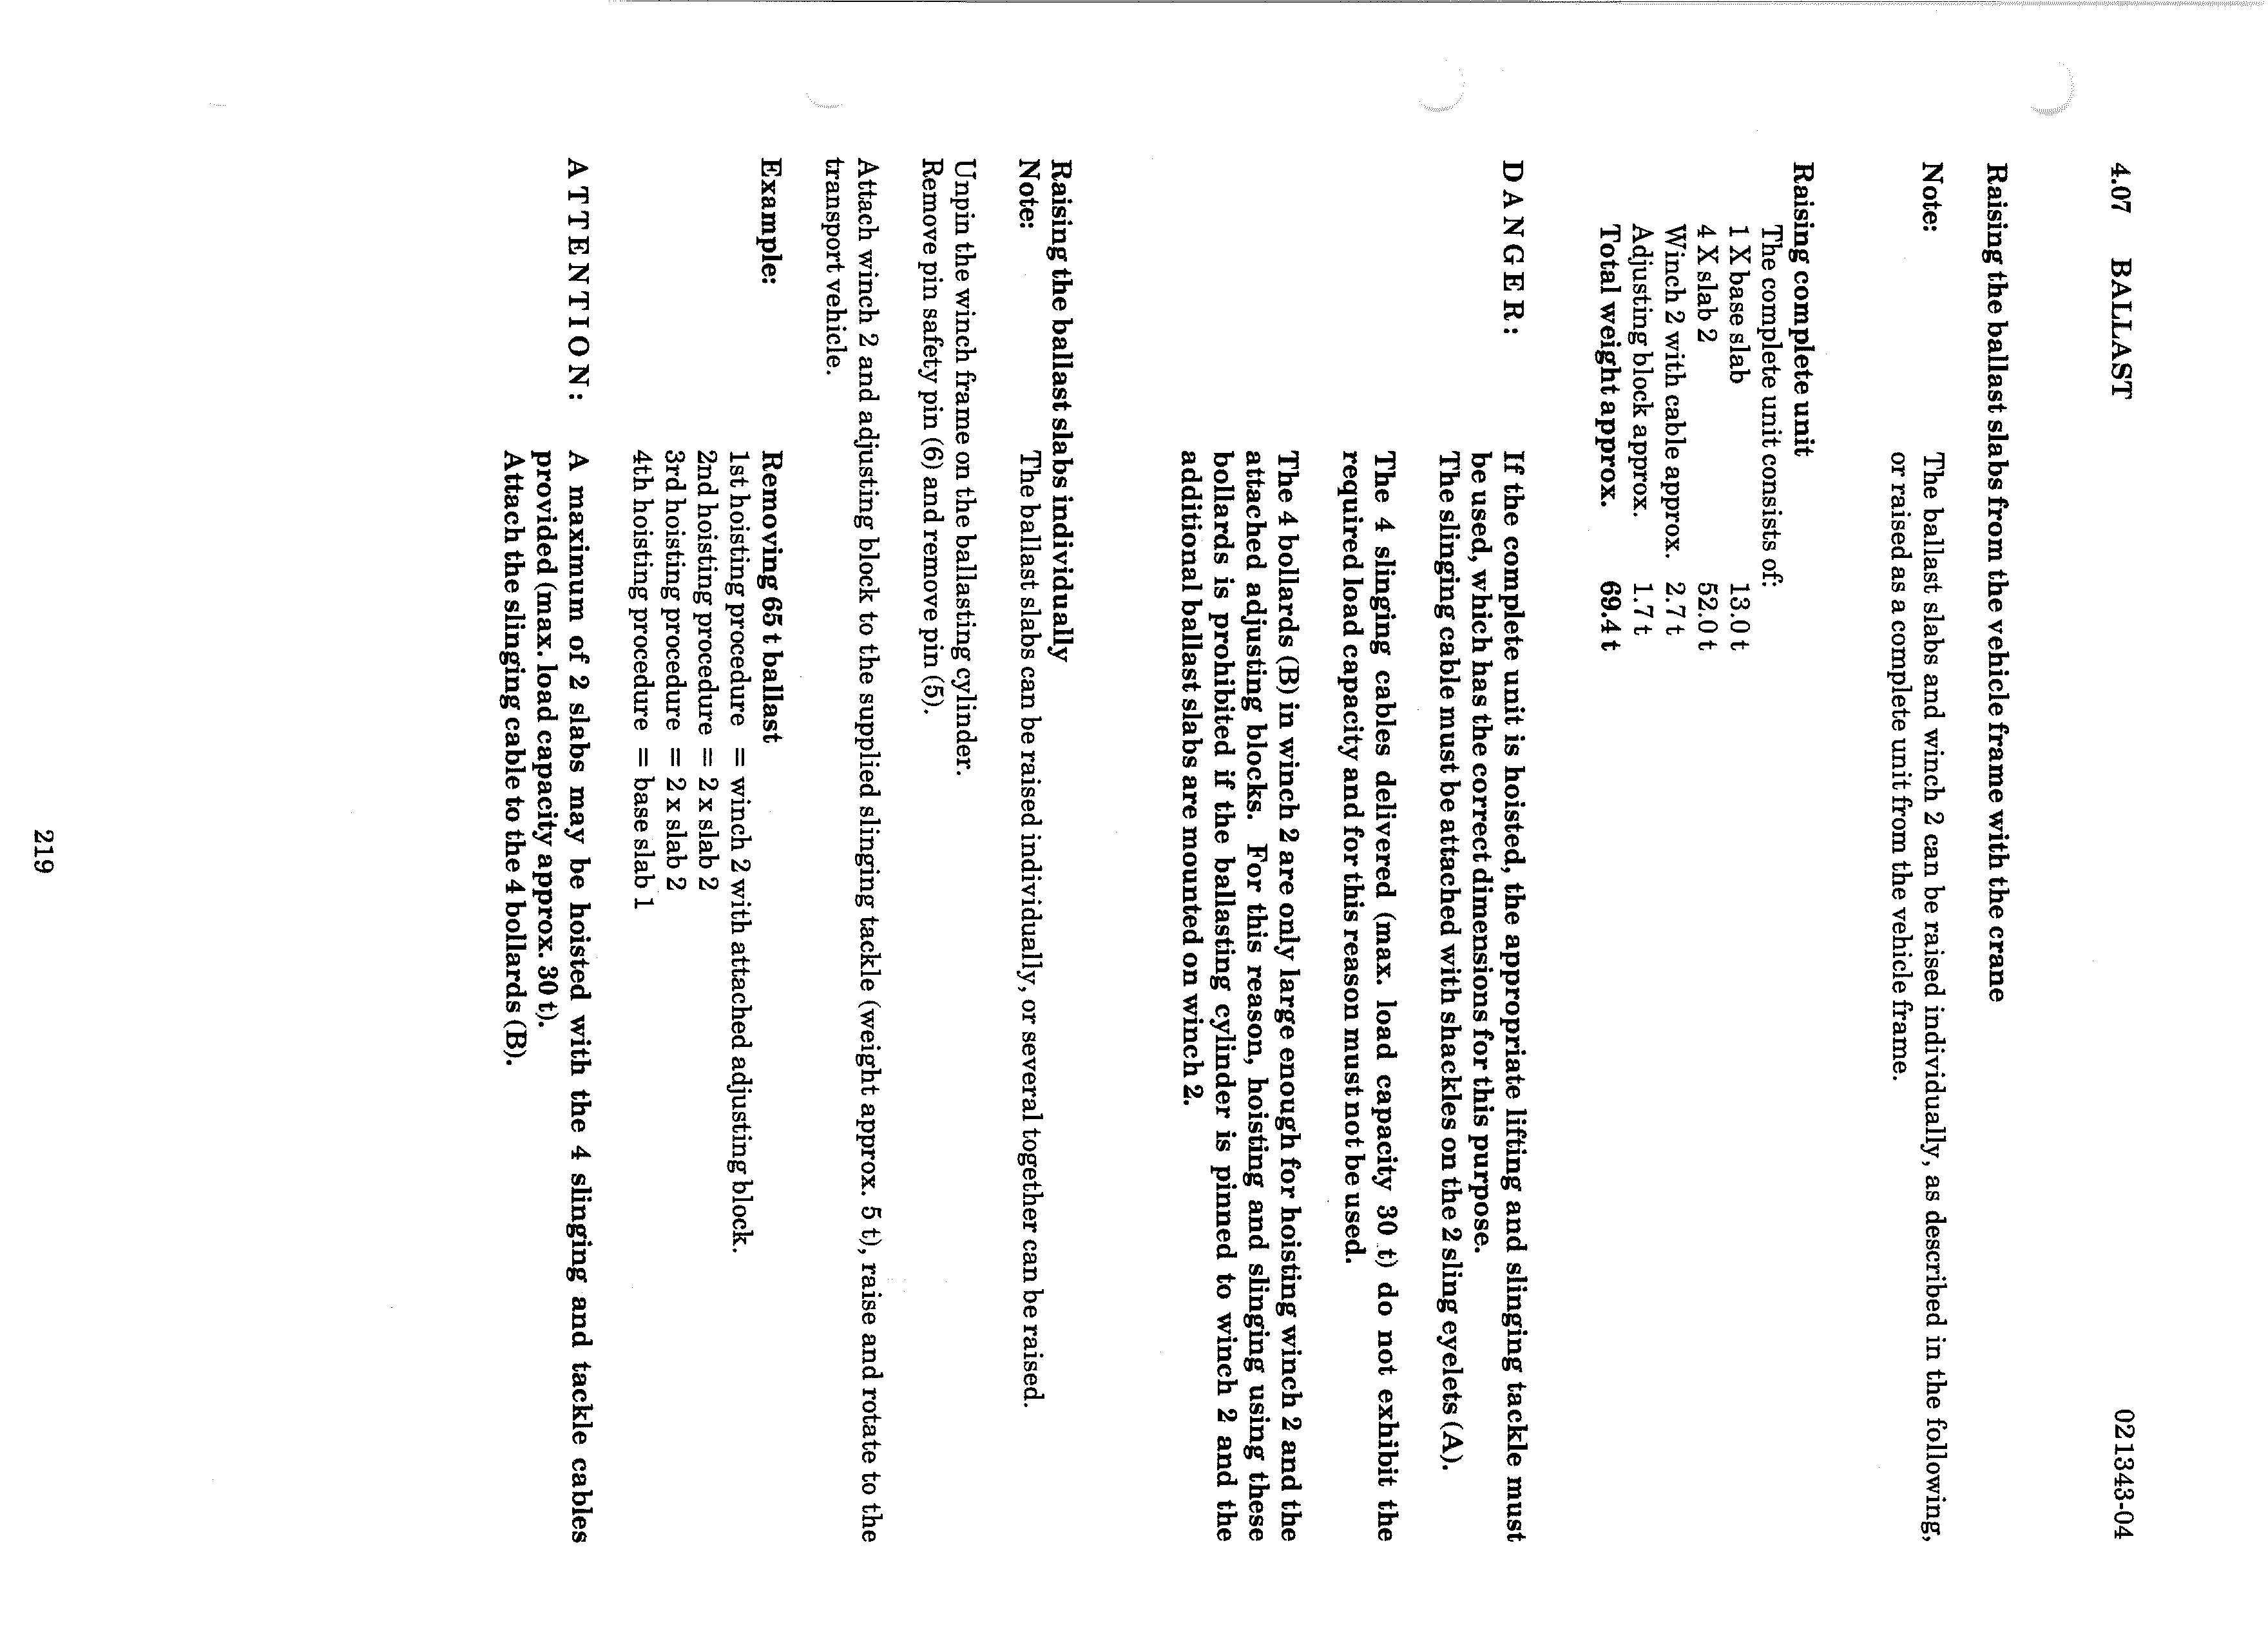 4.07 BALLAST 021343-04
Raising the ballast slabs from the vehicle frame with the crane
Note: The ballast slabs and winch 2 can be raised individually, as described in the following,
or raised as a complete unit from the vehicle frame.
Raising complete unit
The complete unit consists of:
1 X base slab 13.0 t
4 X slab 2 52.0 t
Winch 2 with cable approx. 2.7 t
Adjusting block approx. 1.7 t
Total weight approx. 69.4 t
D A N G E R : If the complete unit is hoisted, the appropriate lifting and slinging tackle must
be used, which has the correct dimensions for this purpose.
The slinging cable must be attached with shackles on the 2 sling eyelets (A).
The 4 slinging cables delivered (max. load capacity 30 t) do not exhibit the
required load capacity and for this reason must not be used.
The 4 bollards (B) in winch 2 are only large enough for hoisting winch 2 and the
attached adjusting blocks. For this reason, hoisting and slinging using these
bollards is prohibited if the ballasting cylinder is pinned to winch 2 and the
additional ballast slabs are mounted on winch 2.
Raising the ballast slabs individually
Note: The ballast slabs can be raised individually, or several together can be raised.
Unpin the winch frame on the ballasting cylinder.
Remove pin safety pin (6) and remove pin (5).
Attach winch 2 and adjusting block to the supplied slinging tackle (weight approx. 5 t), raise and rotate to the
transport vehicle.
Example: Removing 65 t ballast
1st hoisting procedure = winch 2 with attached adjusting block.
2nd hoisting procedure = 2 x slab 2
3rd hoisting procedure = 2 x slab 2
4th hoisting procedure = base slab 1
A T T E N T I O N : A maximum of 2 slabs may be hoisted with the 4 slinging and tackle cables
provided (max. load capacity approx. 30 t).
Attach the slinging cable to the 4 bollards (B).
219